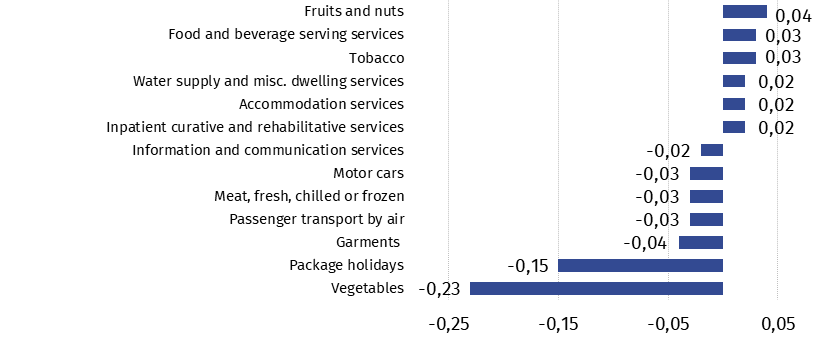 Fruits and nuts 0,04
Food and beverage serving services 0,03
Tobacco 0,03
Water supply and misc. dwelling services 0,02
Accommodation services 0,02
Inpatient curative and rehabilitative services 0,02
Information and communication services -0,02
Motor cars -0,03
Meat, fresh, chilled or frozen -0,03
Passenger transport by air -0,03
Garments -0,04
Package holidays -0,15
Vegetables -0,23
-0,25 -0,15 -0,05 0,05